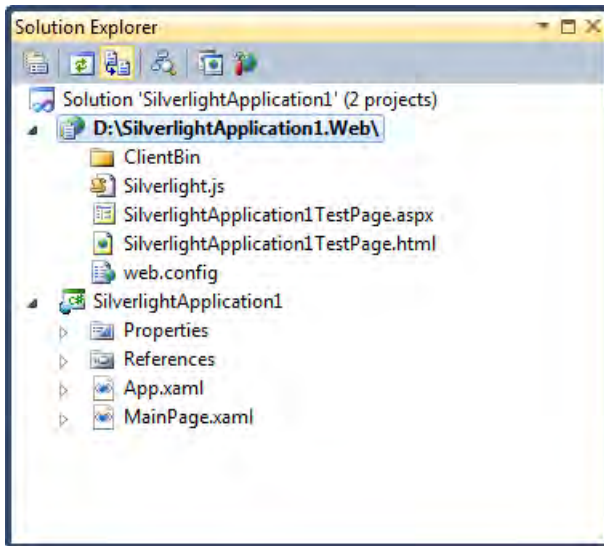 Solution Explorer
Solution 'SilverlightApplication1' (2 projects)
D:\SilverlightApplication1.Web\
ClientBin
Silverlight.js
SilverlightApplication1TestPage.aspx
SilverlightApplication1TestPage.html
web.config
SilverlightApplication1
Properties
References
App.xaml
MainPage.xaml